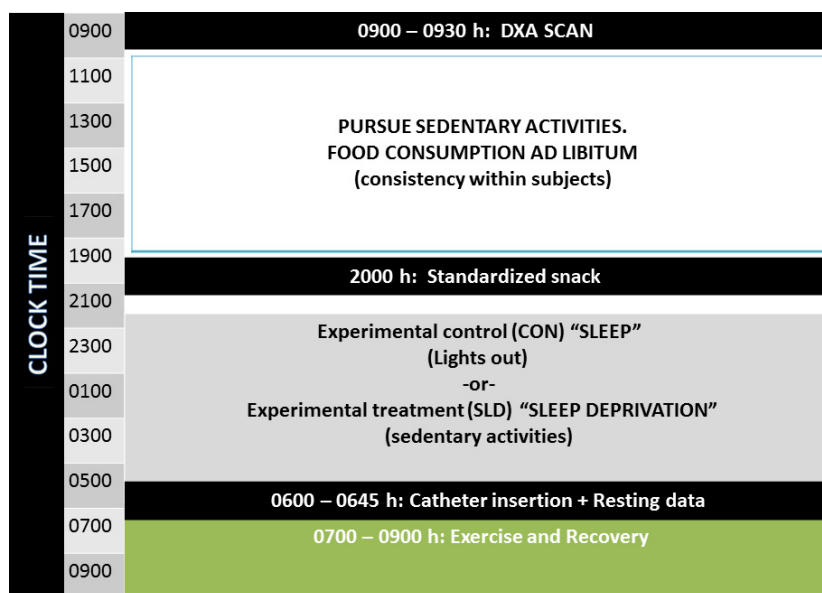 CLOCK TIME
0900
1100
1300
1500
1700
1900
2100
2300
0100
0300
0500
0700
0900
0900 – 0930 h: DXA SCAN
PURSUE SEDENTARY ACTIVITIES.
FOOD CONSUMPTION AD LIBITUM
(consistency within subjects)
2000 h: Standardized snack
Experimental control (CON) “SLEEP”
(Lights out)
-or-
Experimental treatment (SLD) “SLEEP DEPRIVATION”
(sedentary activities)
0600 – 0645 h: Catheter insertion + Resting data
0700 – 0900 h: Exercise and Recovery